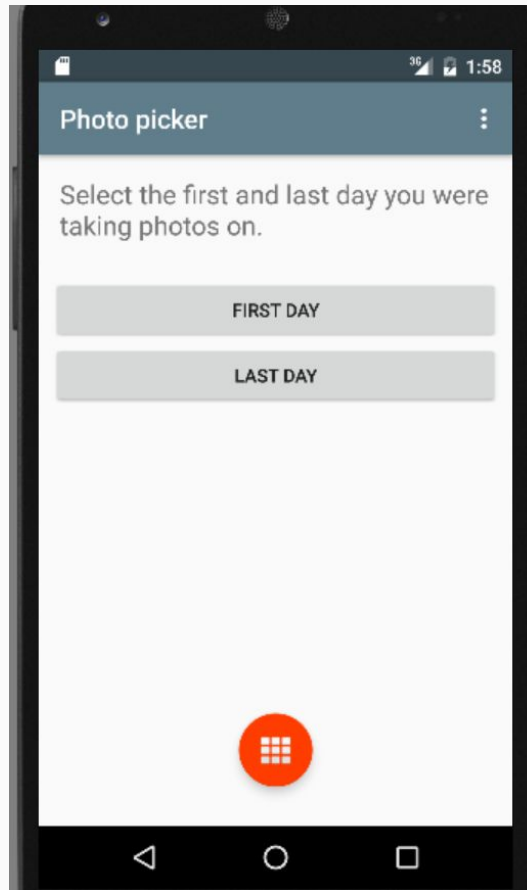 3G 1:58
Photo picker
Select the first and last day you were
taking photos on.
FIRST DAY
LAST DAY